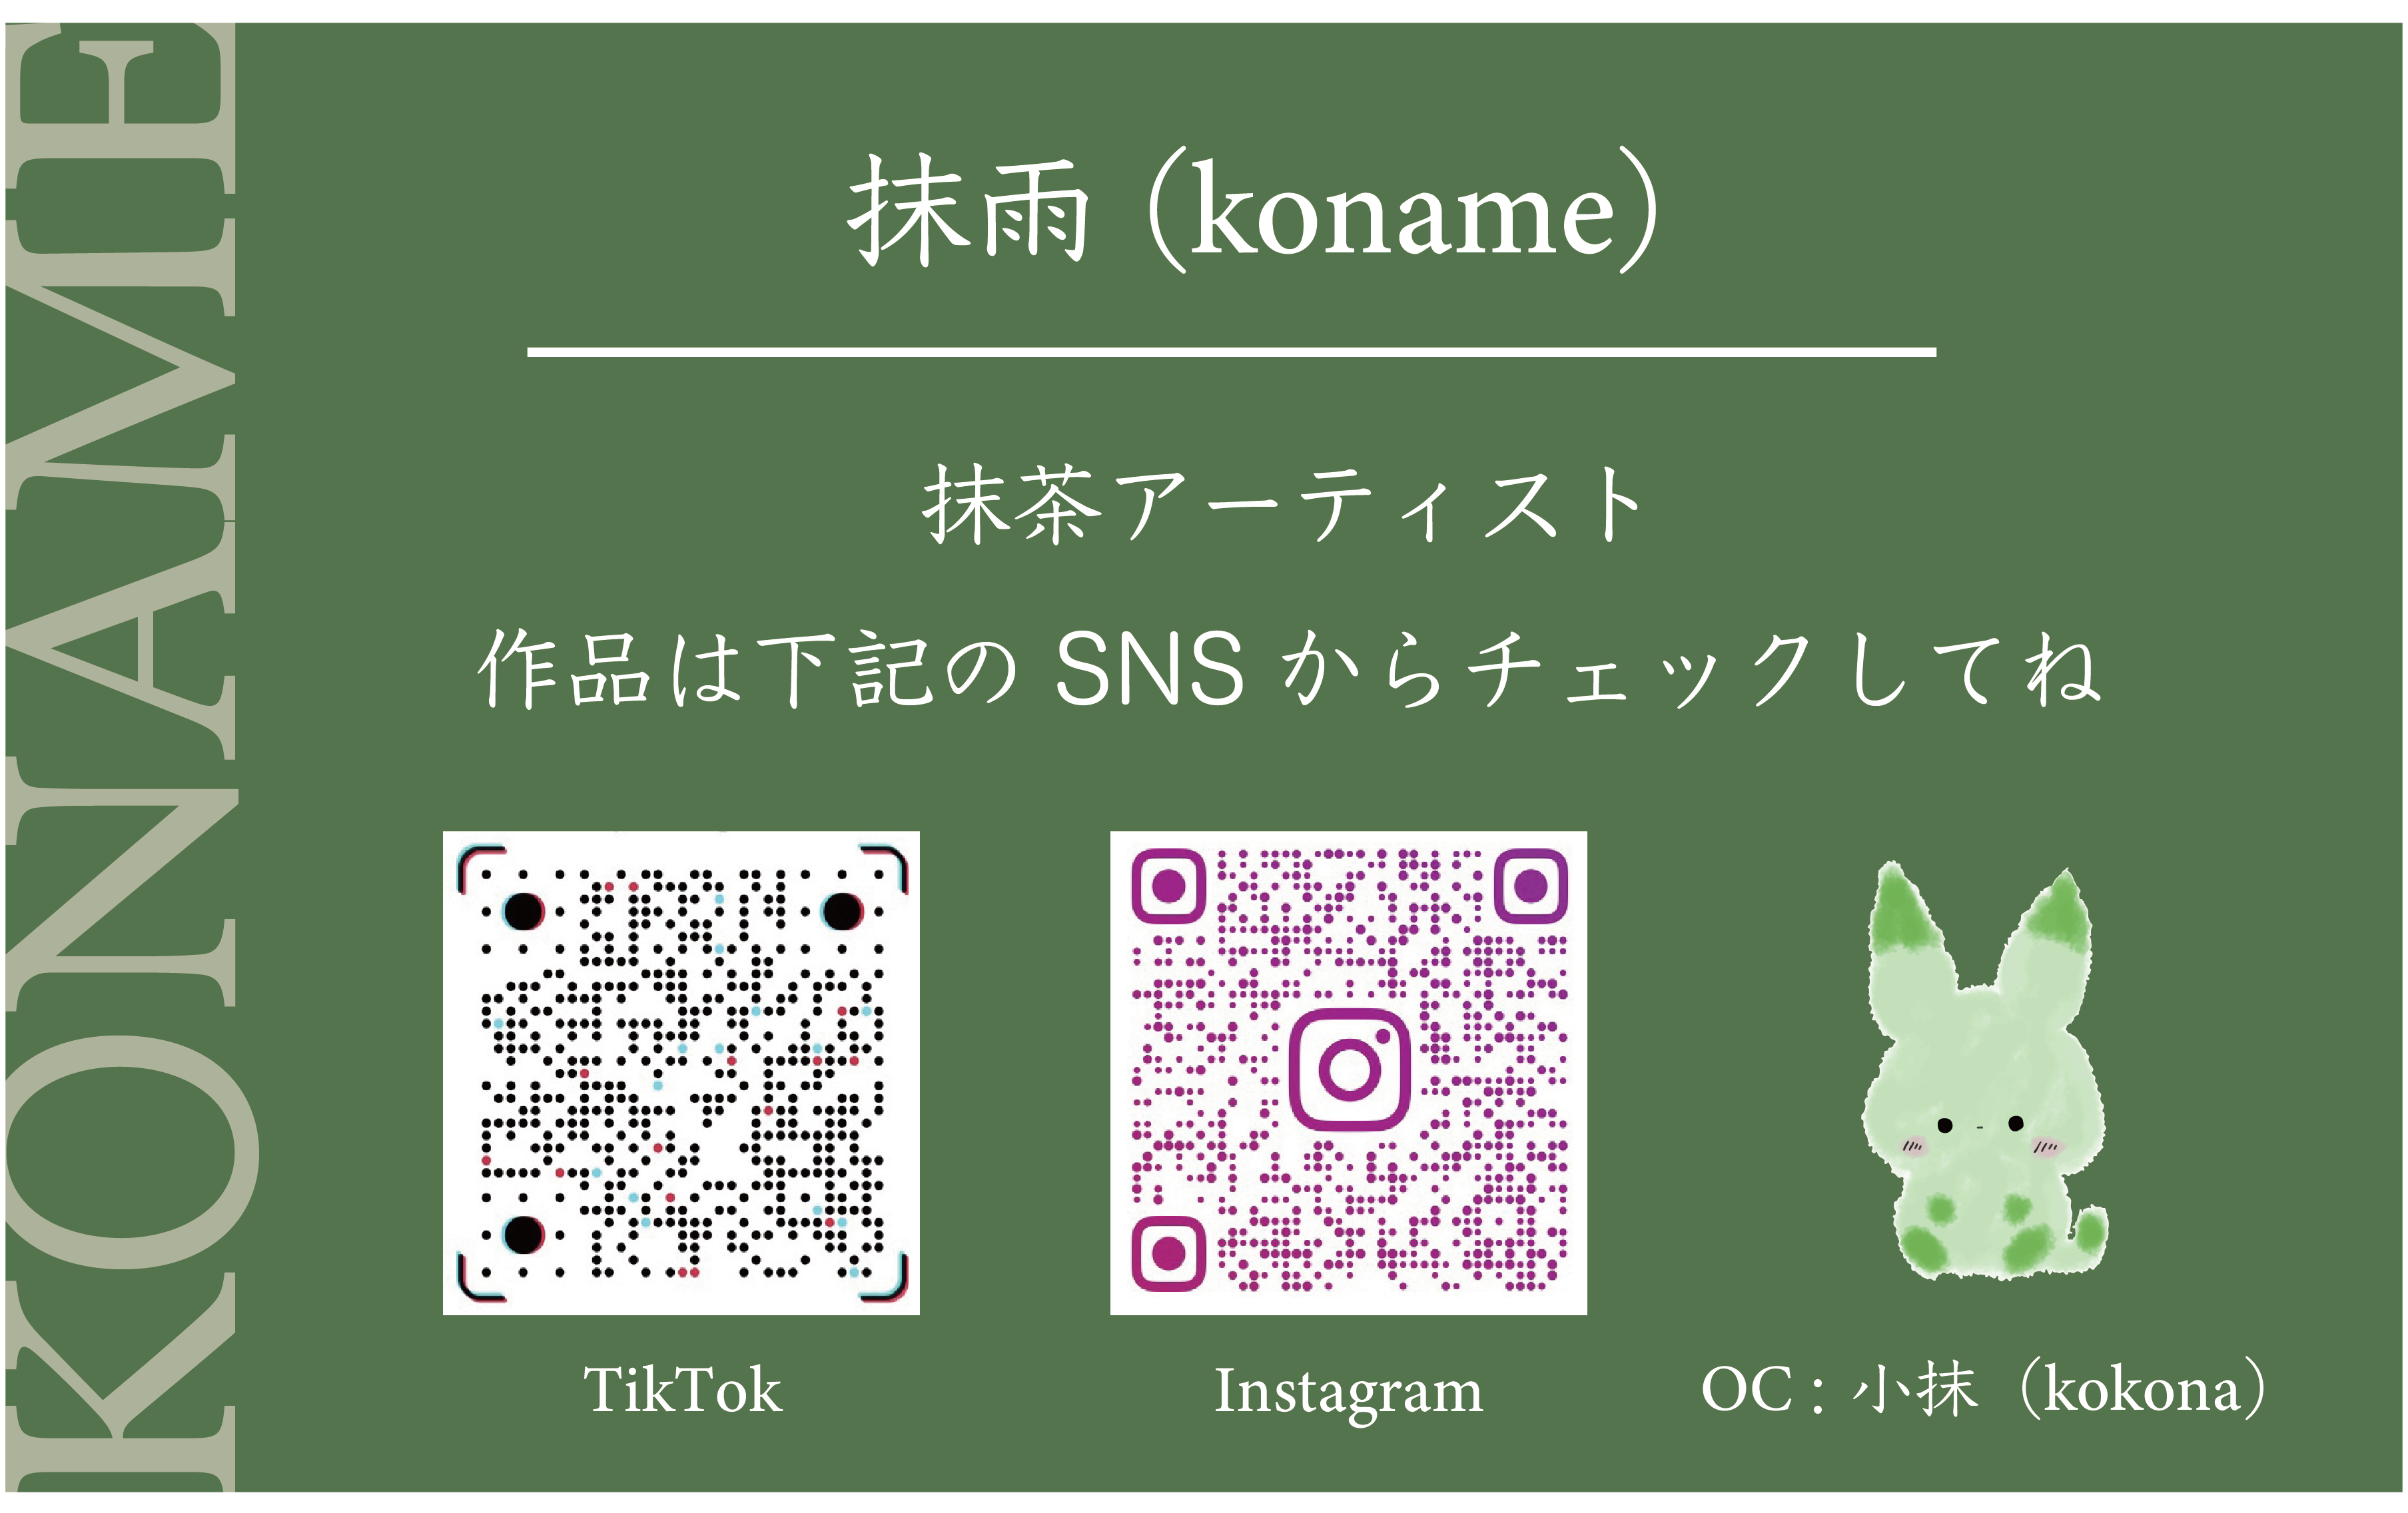 KONAME
抹雨 (koname)
抹茶アーティスト
作品は下記の SNS からチェックしてね
TikTok
Instagram
OC：小抹 (kokona)